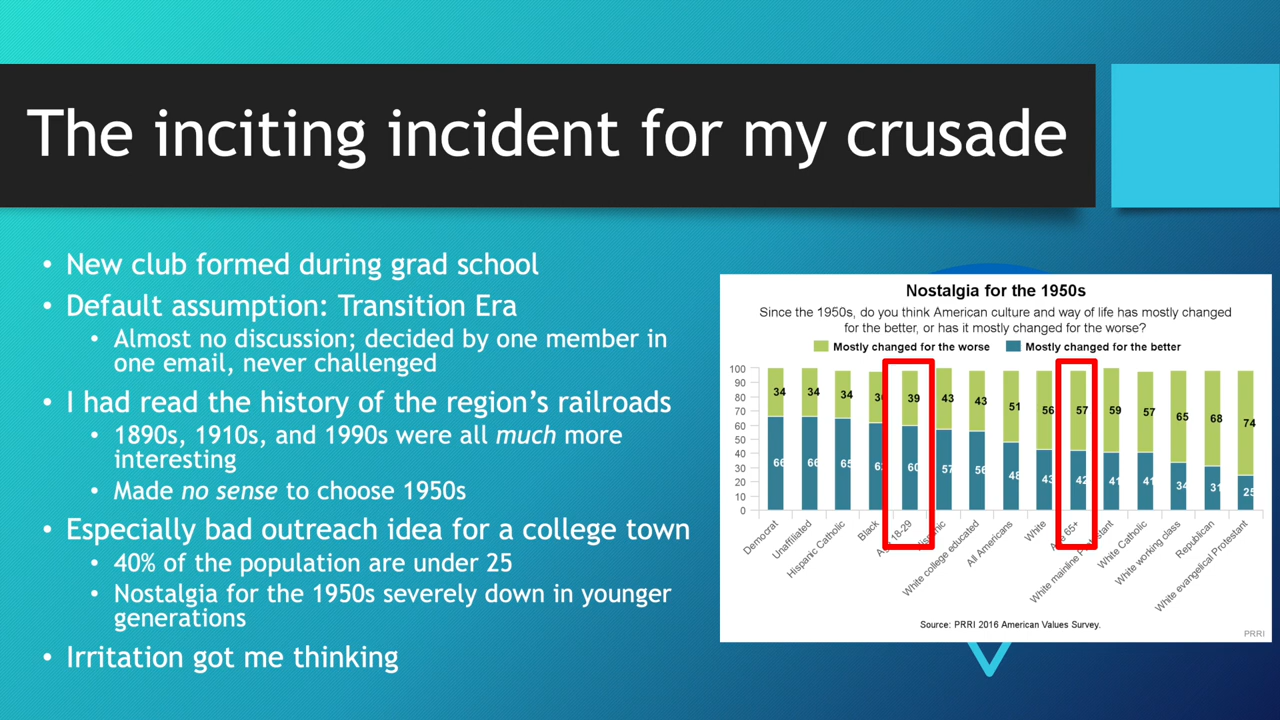 The inciting incident for my crusade
• New club formed during grad school
• Default assumption: Transition Era
• Almost no discussion; decided by one member in
one email, never challenged
• I had read the history of the region's railroads
• 1890s, 1910s, and 1990s were all much more
interesting
• Made no sense to choose 1950s
• Especially bad outreach idea for a college town
• 40% of the population are under 25
• Nostalgia for the 1950s severely down in younger
generations
• Irritation got me thinking
Nostalgia for the 1950s
Since the 1950s, do you think American culture and way of life has mostly changed
for the better, or has it mostly changed for the worse?
Mostly changed for the worse Mostly changed for the better
100
90
80
70
60
50
40
30
20
10
0
34 34 34 39 43 43 51 56 57 59 57 65 68 74
66 66 65 60 57 56 48 43 42 41 41 34 31 25
Democrat
Unaffiliated
Hispanic Catholic
Black
18-29
White college educated
All Americans
White
65+
White mainline Protestant
White Catholic
White working class
Republican
White evangelical Protestant
Source: PRRI 2016 American Values Survey.
PRRI